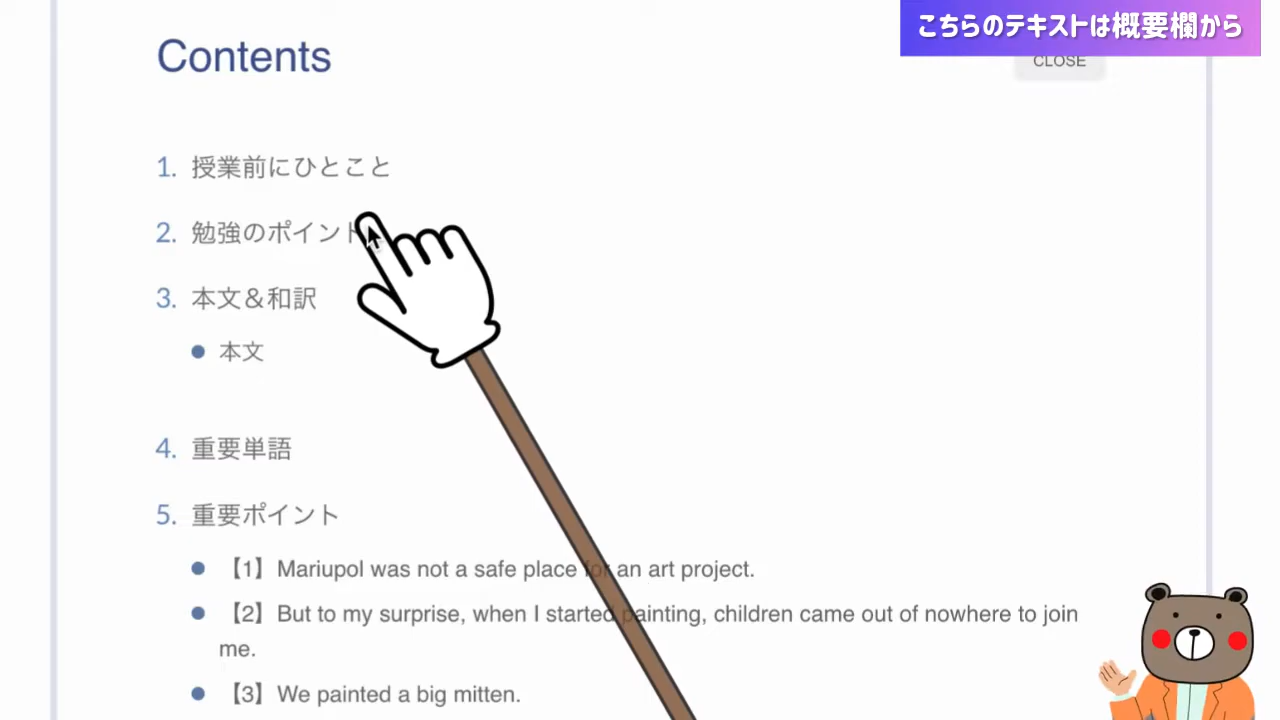 こちらのテキストは概要欄から
Contents
CLOSE
1. 授業前にひとこと
2. 勉強のポイント
3. 本文&和訳
本文
4. 重要単語
5. 重要ポイント
【1】Mariupol was not a safe place for an art project.
【2】But to my surprise, when I started painting, children came out of nowhere to join
me.
【3】We painted a big mitten.